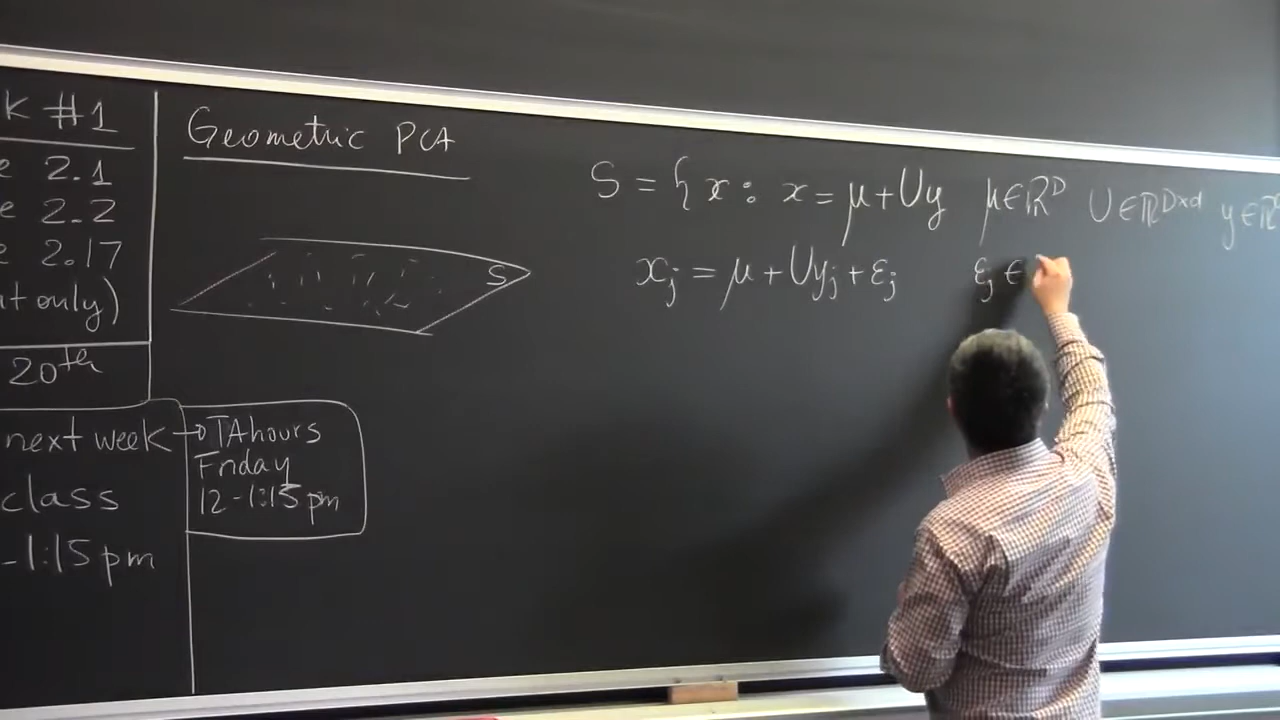 K #1
e 2.1
e 2.2
e 2.17
t only)
20th
next week → TA hours
Friday
12-1:15 pm
class
-1:15 pm
Geometric PCA
S
S = { x : x = μ + Uy μ ∈ ℝ^D U ∈ ℝ^{D×d} y ∈ ℝ
x_j = μ + Uy_j + ε_j ε_j ∈